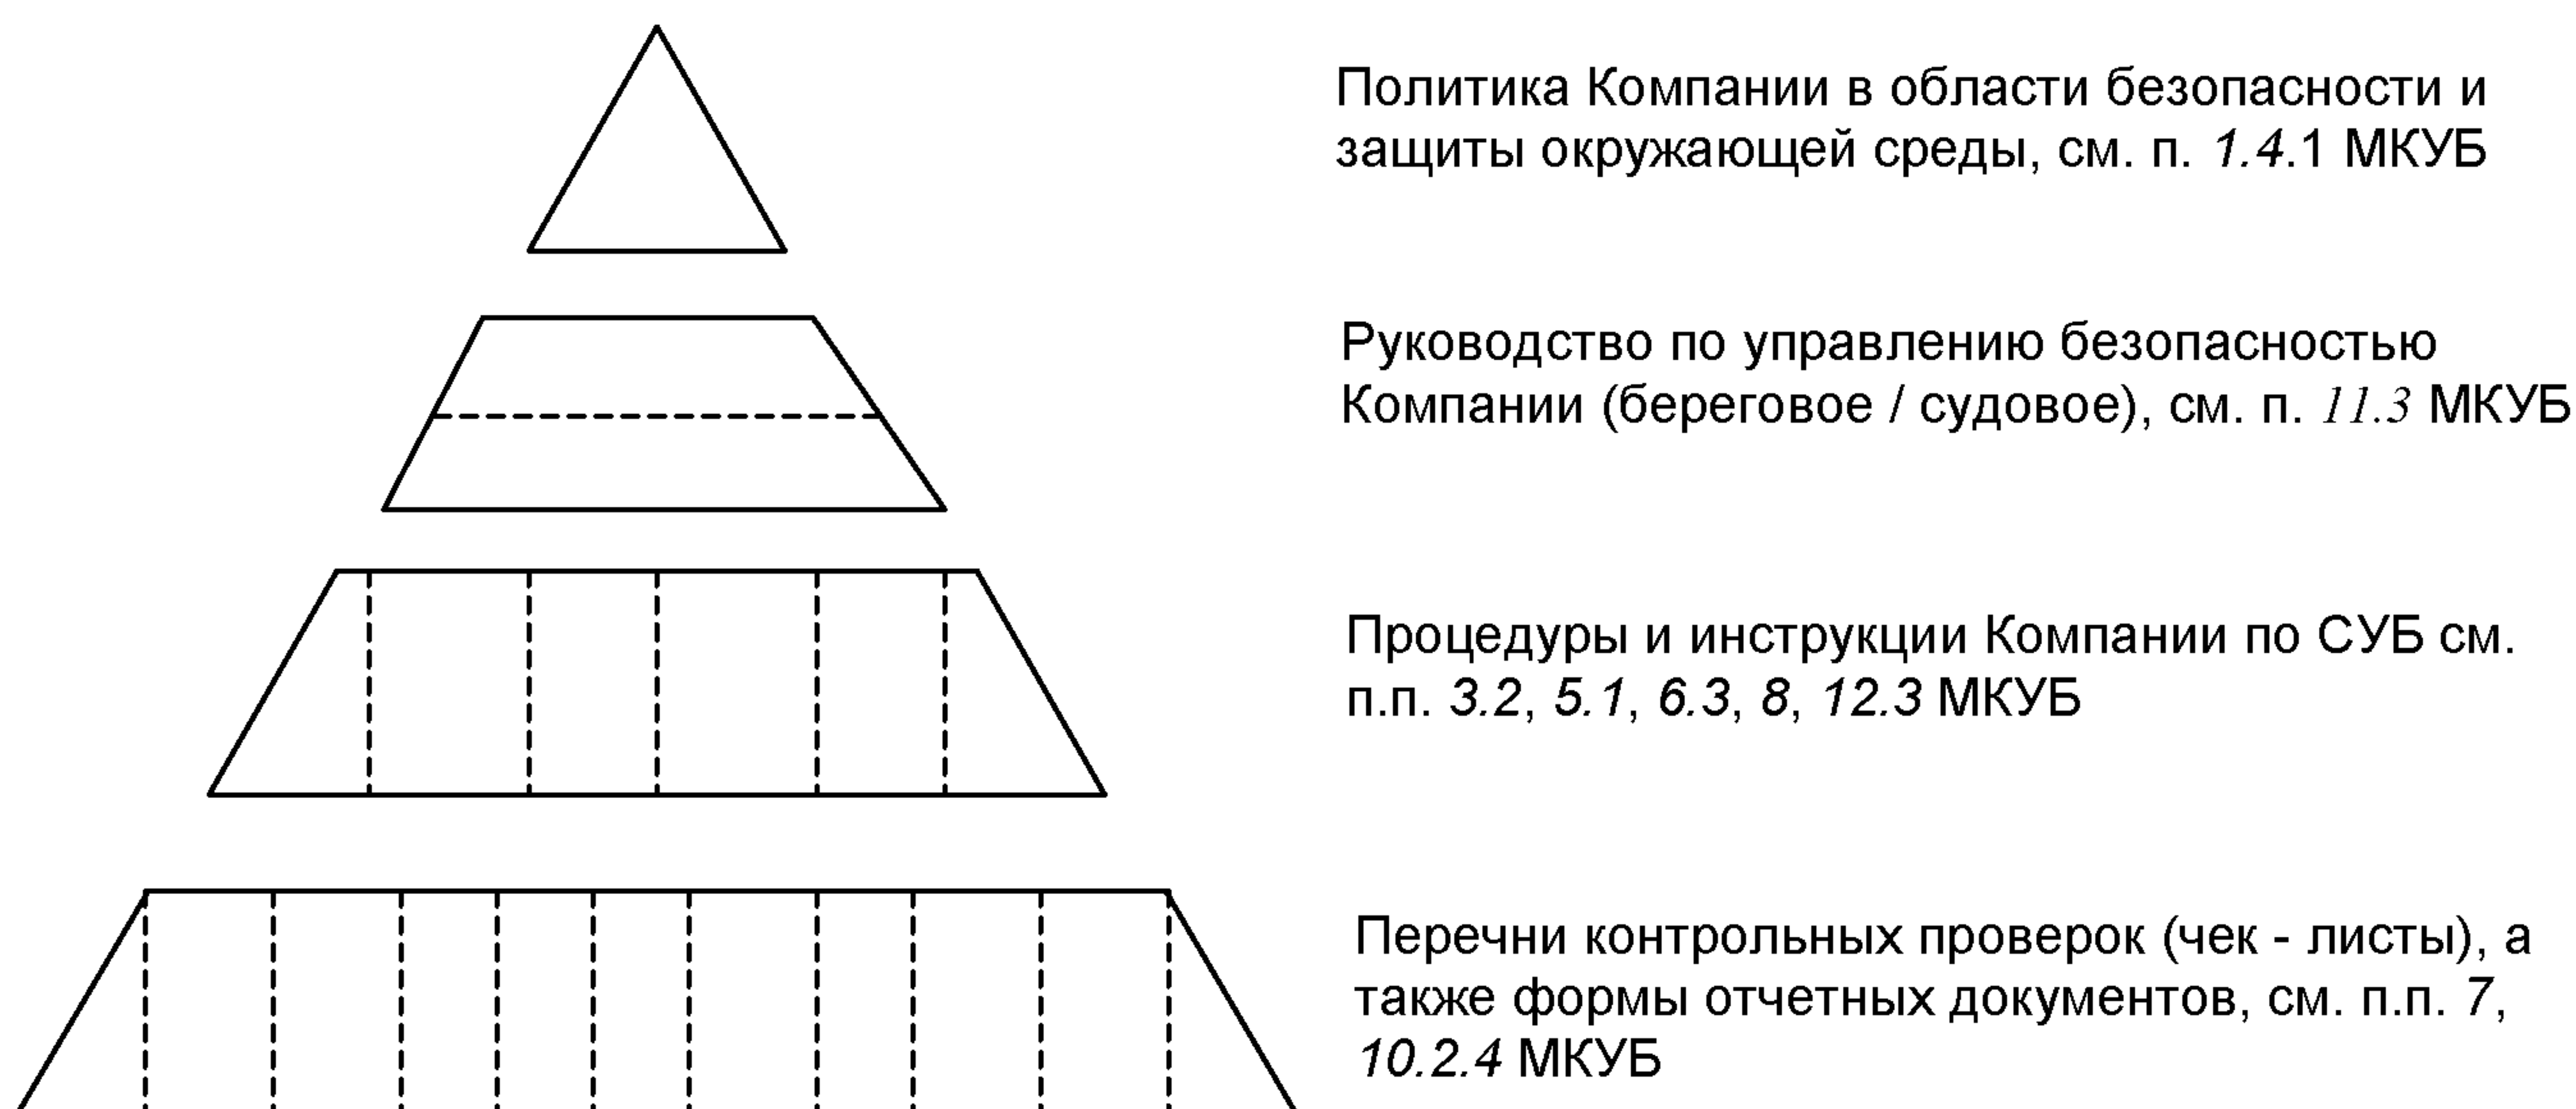 Политика Компании в области безопасности и
защиты окружающей среды, см. п. 1.4.1 МКУБ
Руководство по управлению безопасностью
Компании (береговое / судовое), см. п. 11.3 МКУБ
Процедуры и инструкции Компании по СУБ см.
п.п. 3.2, 5.1, 6.3, 8, 12.3 МКУБ
Перечни контрольных проверок (чек - листы), а
также формы отчетных документов, см. п.п. 7,
10.2.4 МКУБ